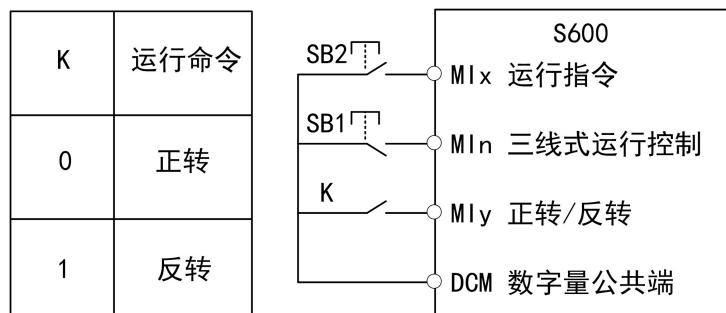 K 运行命令
0 正转
1 反转
S600
SB2 MIx 运行指令
SB1 MIn 三线式运行控制
K MIy 正转/反转
DCM 数字量公共端